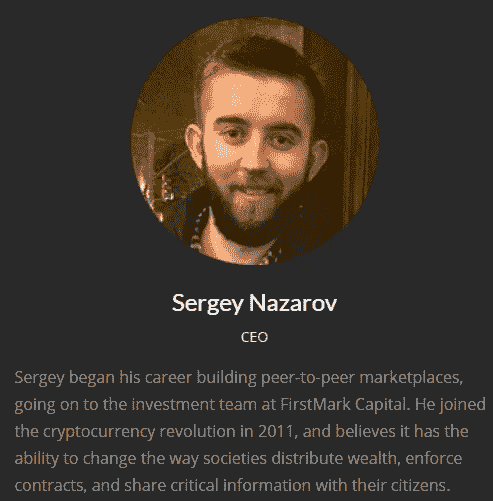 Sergey Nazarov
CEO
Sergey began his career building peer-to-peer marketplaces,
going on to the investment team at FirstMark Capital. He joined
the cryptocurrency revolution in 2011, and believes it has the
ability to change the way societies distribute wealth, enforce
contracts, and share critical information with their citizens.